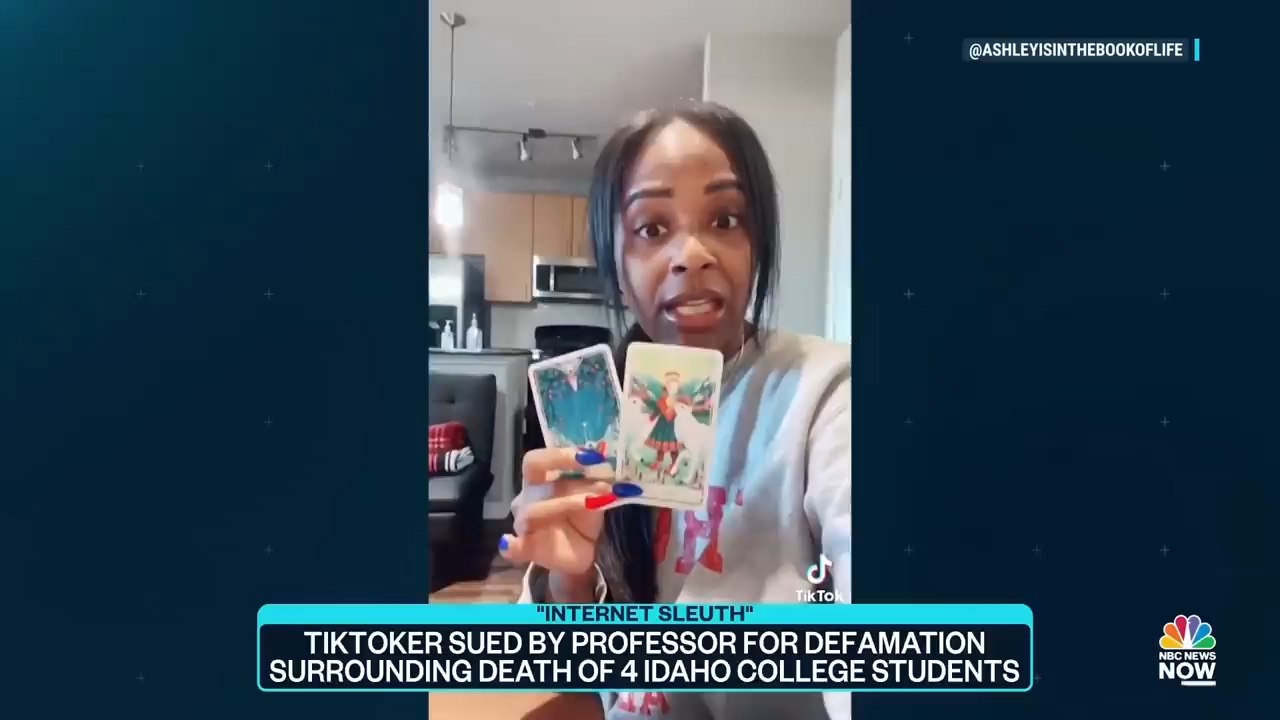 @ASHLEYISINTHEBOOKOFLIFE
TikTok
"INTERNET SLEUTH"
TIKTOKER SUED BY PROFESSOR FOR DEFAMATION
SURROUNDING DEATH OF 4 IDAHO COLLEGE STUDENTS
NBC NEWS
NOW